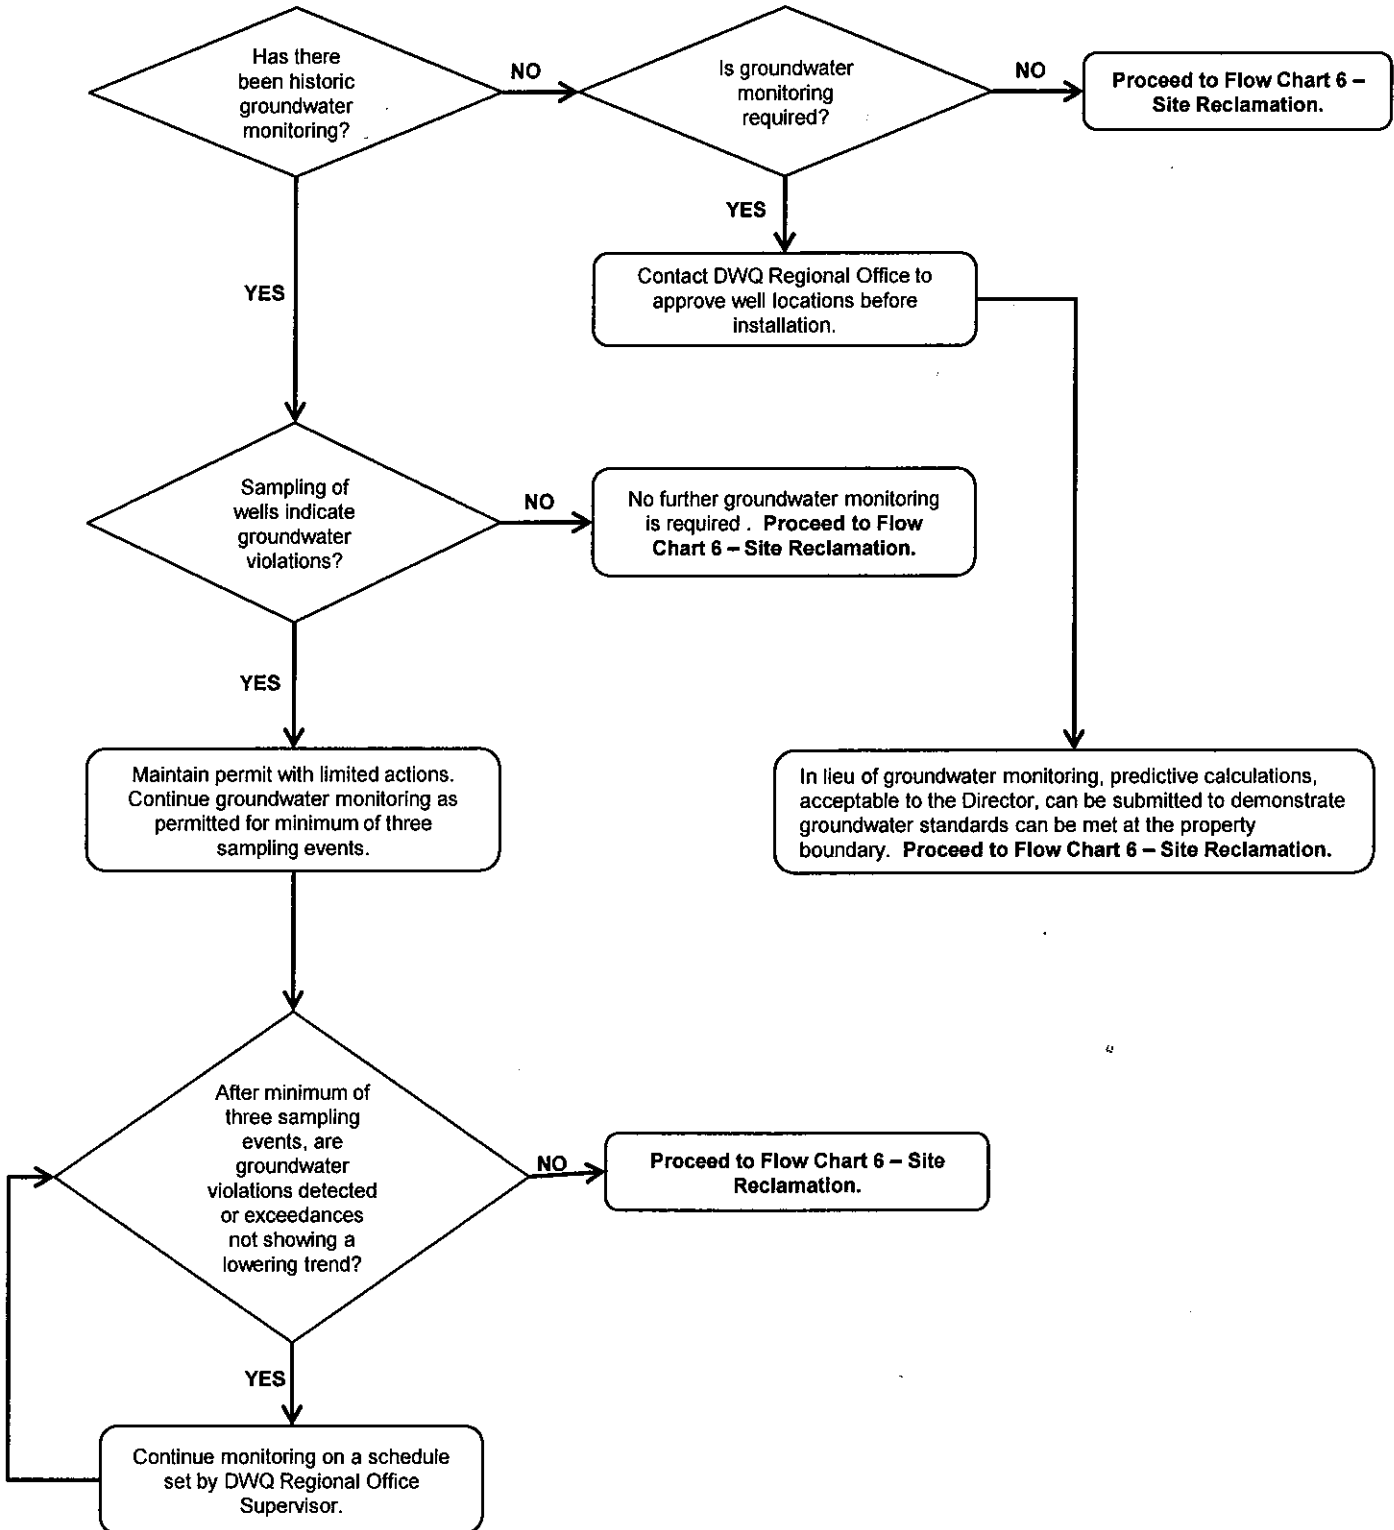 Has there
been historic
groundwater
monitoring?
NO
Is groundwater
monitoring
required?
NO
Proceed to Flow Chart 6 –
Site Reclamation.
YES
Contact DWQ Regional Office to
approve well locations before
installation.
YES
Sampling of
wells indicate
groundwater
violations?
NO
No further groundwater monitoring
is required . Proceed to Flow
Chart 6 – Site Reclamation.
YES
Maintain permit with limited actions.
Continue groundwater monitoring as
permitted for minimum of three
sampling events.
In lieu of groundwater monitoring, predictive calculations,
acceptable to the Director, can be submitted to demonstrate
groundwater standards can be met at the property
boundary. Proceed to Flow Chart 6 – Site Reclamation.
After minimum of
three sampling
events, are
groundwater
violations detected
or exceedances
not showing a
lowering trend?
NO
Proceed to Flow Chart 6 – Site
Reclamation.
YES
Continue monitoring on a schedule
set by DWQ Regional Office
Supervisor.